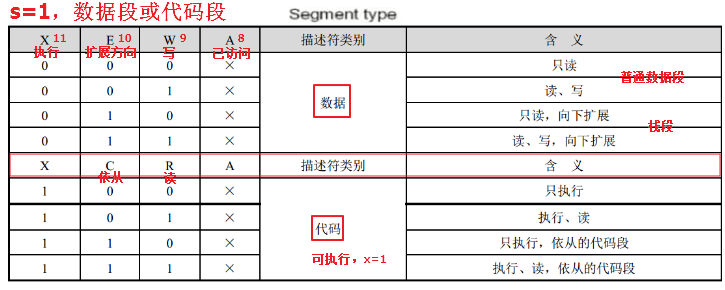 s=1，数据段或代码段 Segment type
X 11 E 10 W 9 A 8 描述符类别 含 义
执行 扩展方向 写 已访问
0 0 0 × 只读
普通数据段
0 0 1 × 读、写
数据
0 1 0 × 只读，向下扩展
栈段
0 1 1 × 读、写，向下扩展
X C R A 描述符类别 含 义
依从 读
1 0 0 × 只执行
1 0 1 × 执行、读
代码
1 1 0 × 只执行，依从的代码段
可执行，x=1
1 1 1 × 执行、读，依从的代码段